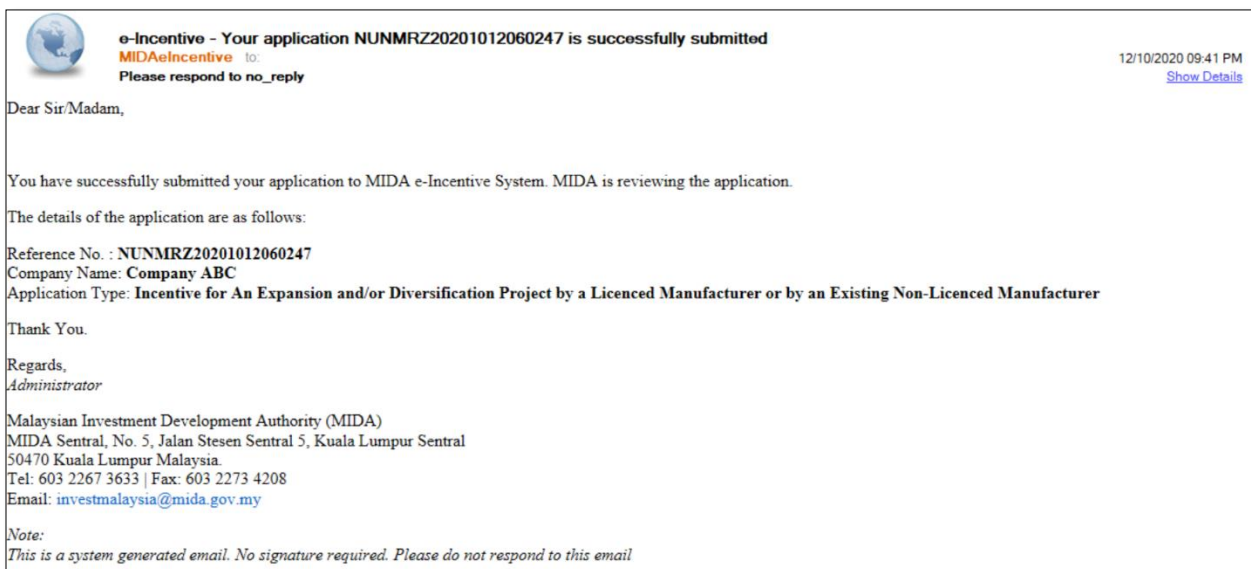 e-Incentive - Your application NUNMRZ20201012060247 is successfully submitted
MIDAeIncentive to:
12/10/2020 09:41 PM
Please respond to no_reply
Show Details
Dear Sir/Madam,
You have successfully submitted your application to MIDA e-Incentive System. MIDA is reviewing the application.
The details of the application are as follows:
Reference No. : NUNMRZ20201012060247
Company Name: Company ABC
Application Type: Incentive for An Expansion and/or Diversification Project by a Licenced Manufacturer or by an Existing Non-Licenced Manufacturer
Thank You.
Regards,
Administrator
Malaysian Investment Development Authority (MIDA)
MIDA Sentral, No. 5, Jalan Stesen Sentral 5, Kuala Lumpur Sentral
50470 Kuala Lumpur Malaysia.
Tel: 603 2267 3633 | Fax: 603 2273 4208
Email: investmalaysia@mida.gov.my
Note:
This is a system generated email. No signature required. Please do not respond to this email